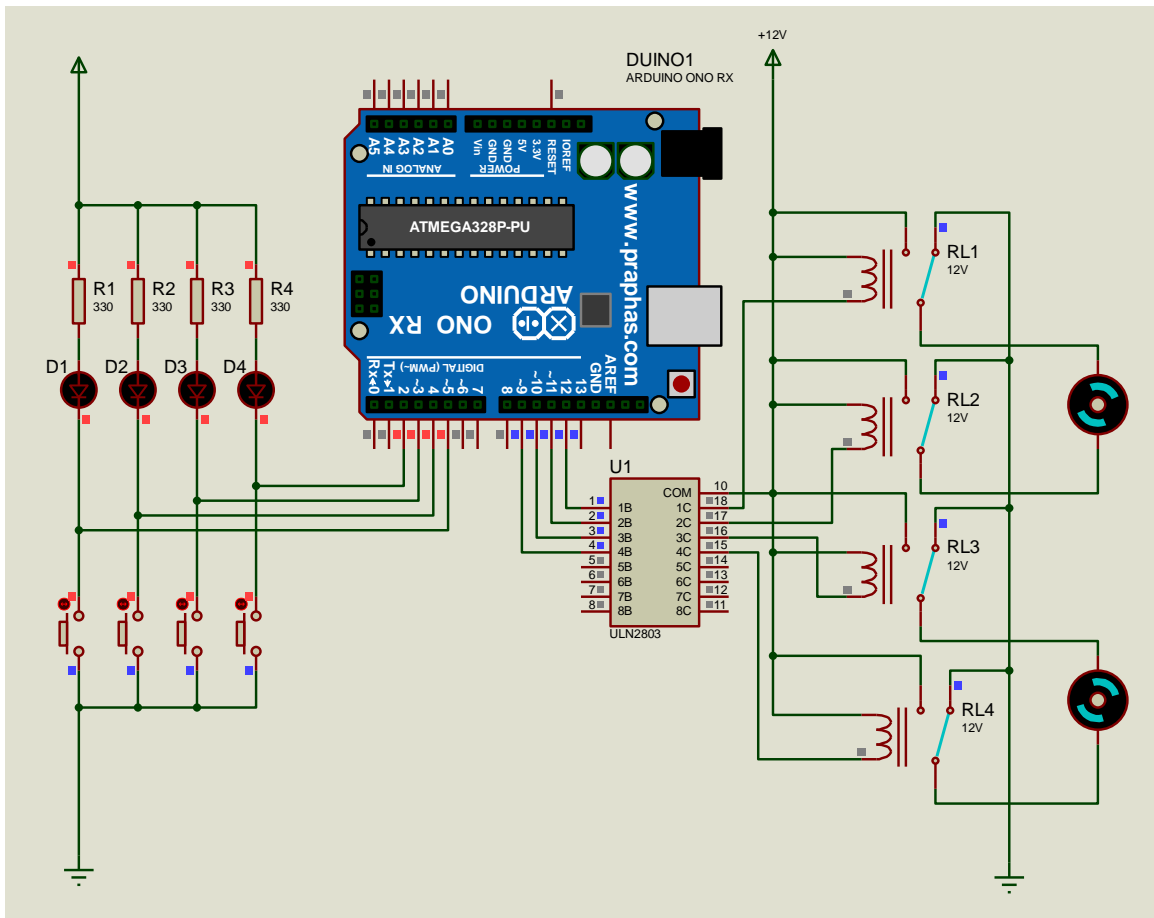 +12V
DUINO1
ARDUINO ONO RX
A5 A4 A3 A2 A1 A0
ANALOG IN
Vin GND GND 5V 3.3V RESET IOREF
POWER
www.praphas.com
ATMEGA328P-PU
ARDUINO
ONO RX
DIGITAL (PWM~)
Rx◂0 Tx▸1 2 ~3 4 ~5 ~6 7 8 ~9 ~10 ~11 12 13 GND AREF
R1
330
R2
330
R3
330
R4
330
D1
D2
D3
D4
U1
1 1B
2 2B
3 3B
4 4B
5 5B
6 6B
7 7B
8 8B
COM 10
1C 18
2C 17
3C 16
4C 15
5C 14
6C 13
7C 12
8C 11
ULN2803
RL1
12V
RL2
12V
RL3
12V
RL4
12V